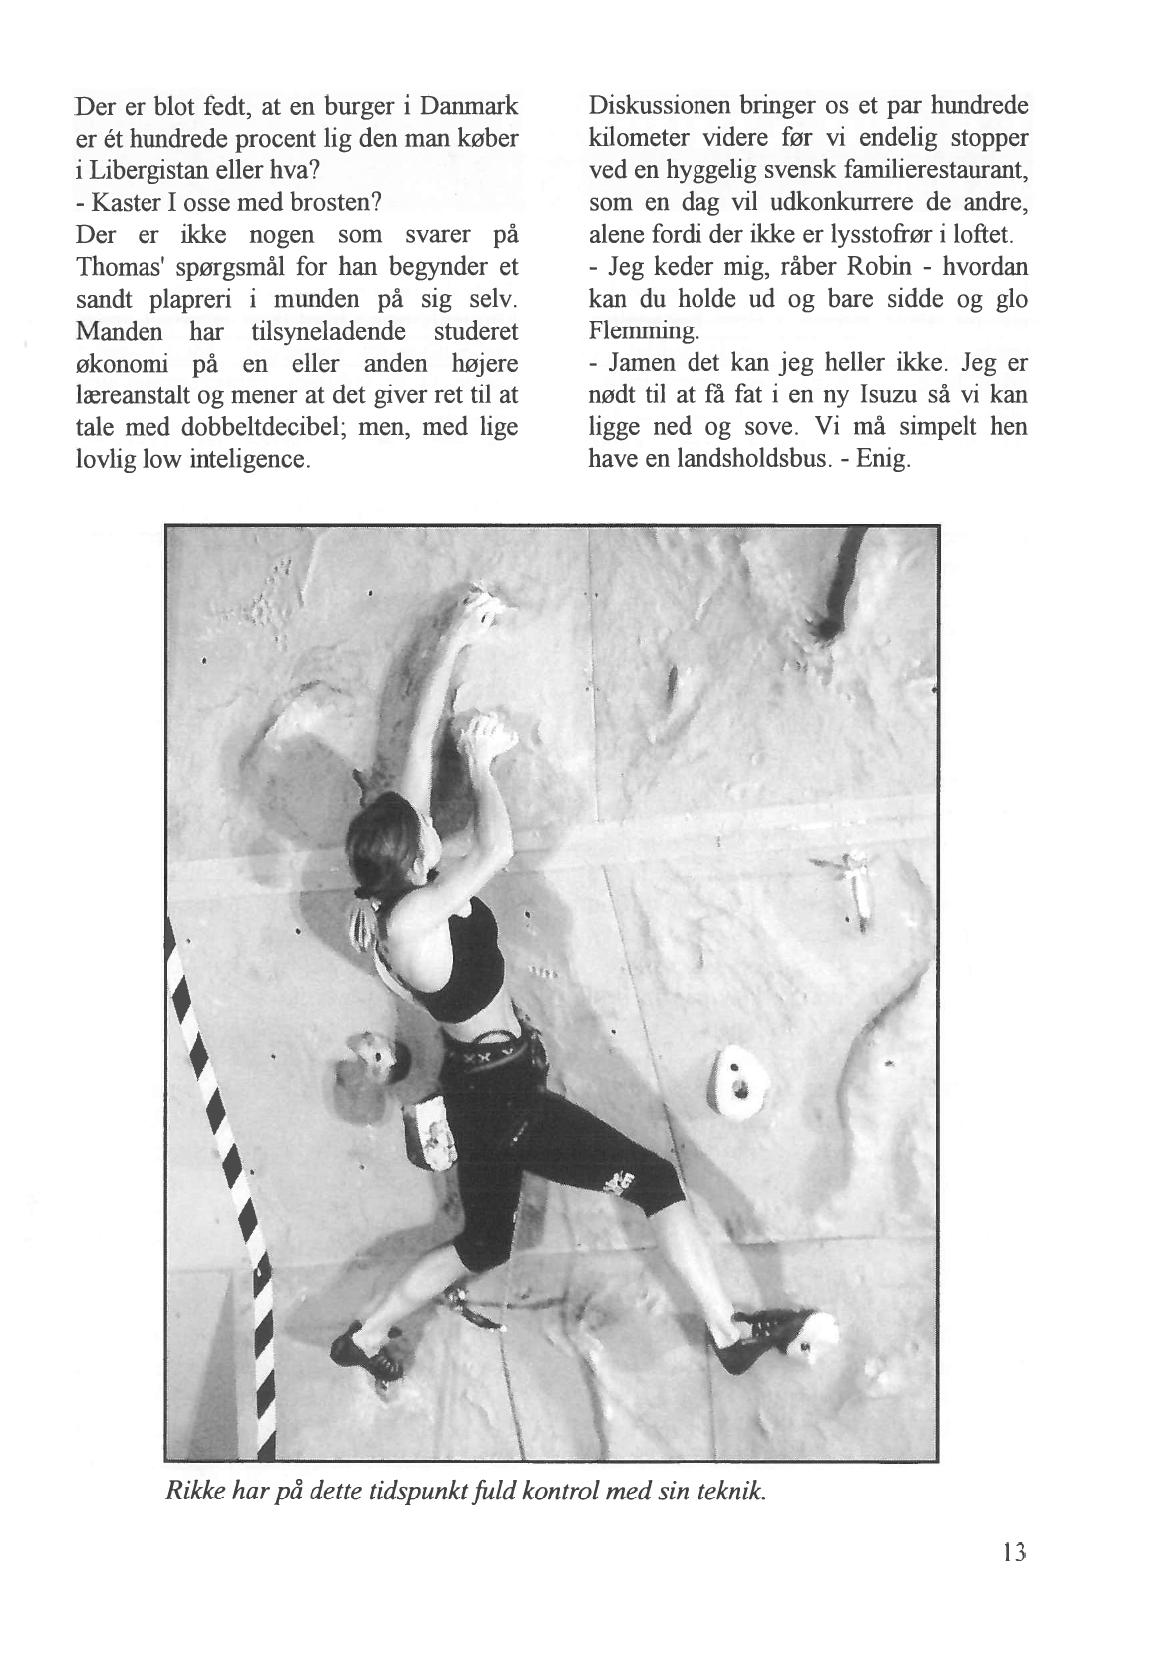 Der er blot fedt, at en burger i Danmark
er ét hundrede procent lig den man køber
i Libergistan eller hva?
- Kaster I osse med brosten?
Der er ikke nogen som svarer på
Thomas' spørgsmål for han begynder et
sandt plapreri i munden på sig selv.
Manden har tilsyneladende studeret
økonomi på en eller anden højere
læreanstalt og mener at det giver ret til at
tale med dobbeltdecibel; men, med lige
lovlig low inteligence.
Diskussionen bringer os et par hundrede
kilometer videre før vi endelig stopper
ved en hyggelig svensk familierestaurant,
som en dag vil udkonkurrere de andre,
alene fordi der ikke er lysstofrør i loftet.
- Jeg keder mig, råber Robin - hvordan
kan du holde ud og bare sidde og glo
Flemming.
- Jamen det kan jeg heller ikke. Jeg er
nødt til at få fat i en ny Isuzu så vi kan
ligge ned og sove. Vi må simpelt hen
have en landsholdsbus. - Enig.
Rikke har på dette tidspunkt fuld kontrol med sin teknik.
13